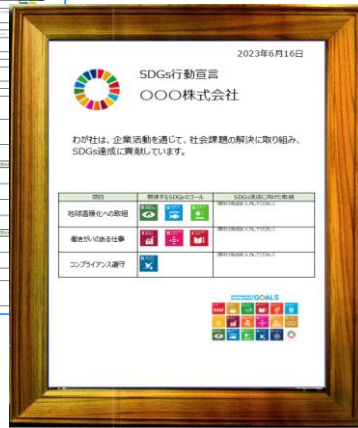 2023年6月16日
SDGs行動宣言
〇〇〇株式会社
わが社は、企業活動を通じて、社会課題の解決に取り組み、
SDGs達成に貢献しています。
項目 関連するSDGsのゴール SDGs達成に向けた取組
地球温暖化への取組
働きがいのある仕事
コンプライアンス遵守
GOALS